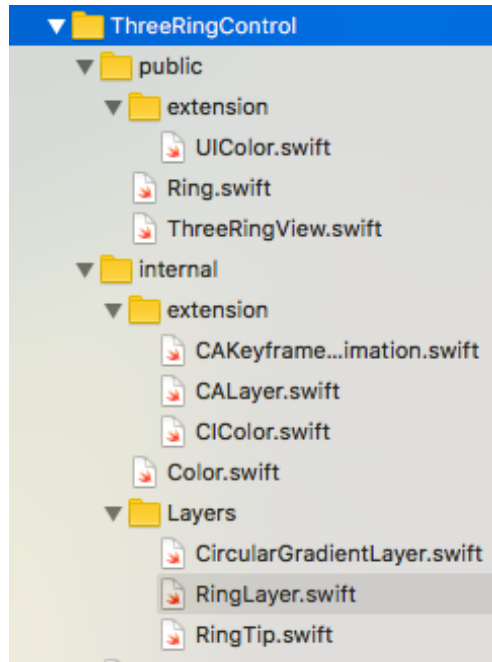 ThreeRingControl
public
extension
UIColor.swift
Ring.swift
ThreeRingView.swift
internal
extension
CAKeyframe...imation.swift
CALayer.swift
CIColor.swift
Color.swift
Layers
CircularGradientLayer.swift
RingLayer.swift
RingTip.swift